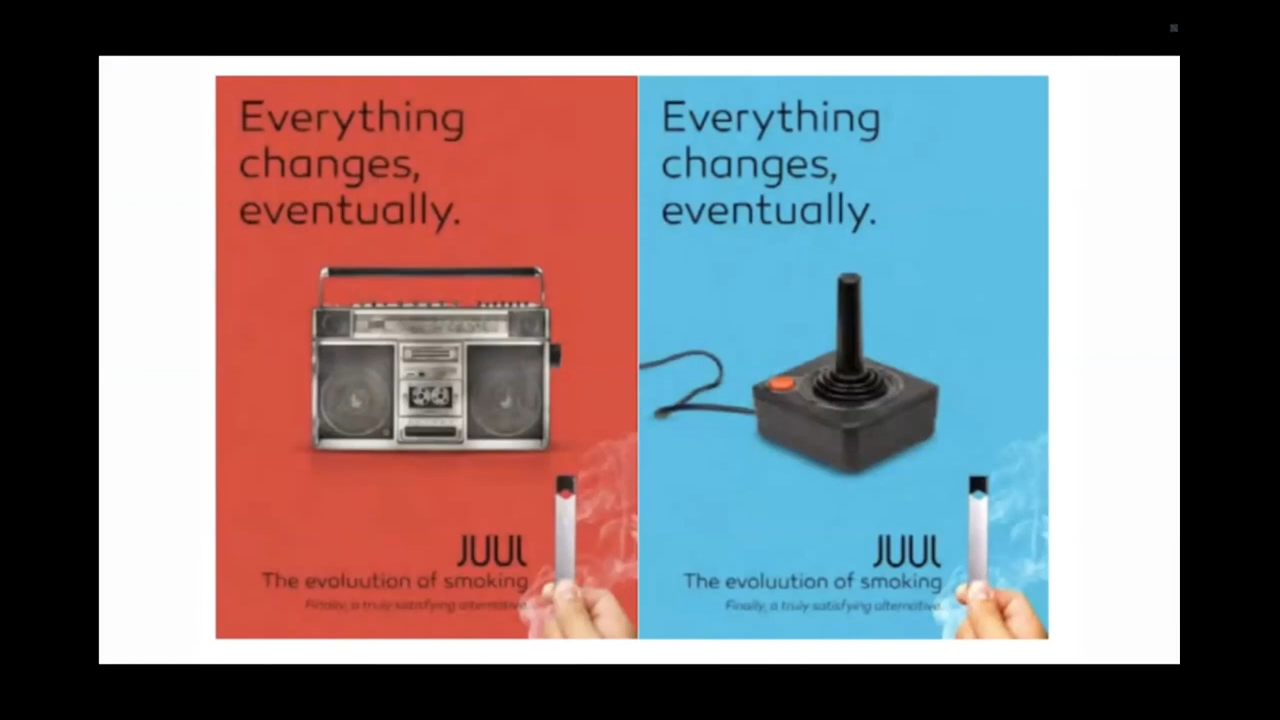 Everything
changes,
eventually.
JUUL
The evoluution of smoking
Finally, a truly satisfying alternative.
Everything
changes,
eventually.
JUUL
The evoluution of smoking
Finally, a truly satisfying alternative.